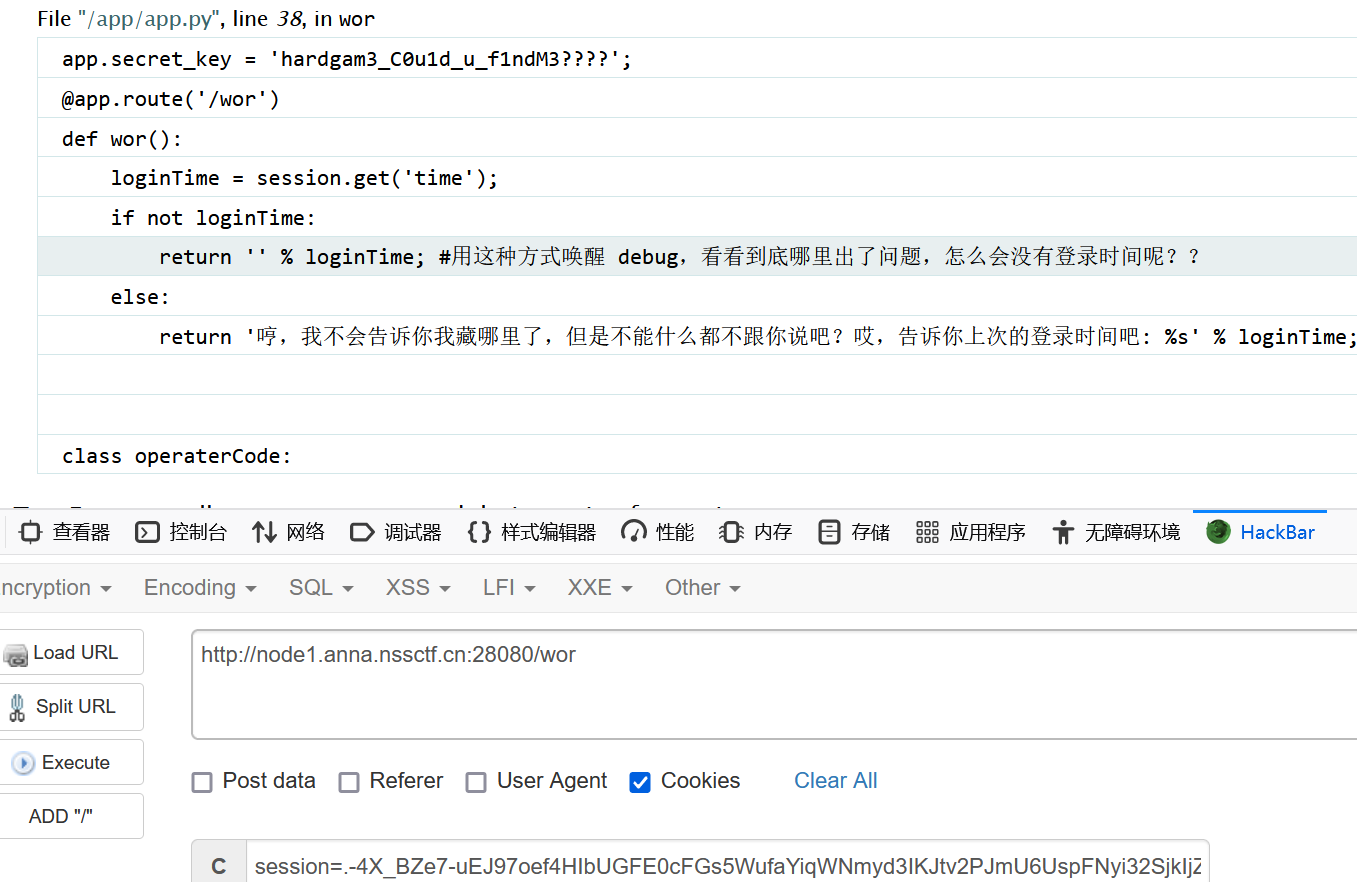 File "/app/app.py", line 38, in wor
app.secret_key = 'hardgam3_C0u1d_u_f1ndM3????';
@app.route('/wor')
def wor():
loginTime = session.get('time');
if not loginTime:
return '' % loginTime; #用这种方式唤醒 debug，看看到底哪里出了问题，怎么会没有登录时间呢？？
else:
return '哼，我不会告诉你我藏哪里了，但是不能什么都不跟你说吧？哎，告诉你上次的登录时间吧: %s' % loginTime;
class operaterCode:
查看器 控制台 网络 调试器 样式编辑器 性能 内存 存储 应用程序 无障碍环境 HackBar
ncryption Encoding SQL XSS LFI XXE Other
Load URL
http://node1.anna.nssctf.cn:28080/wor
Split URL
Execute
Post data Referer User Agent Cookies Clear All
ADD "/"
C session=.-4X_BZe7-uEJ97oef4HIbUGFE0cFGs5WufaYiqWNmyd3IKJtv2PJmU6UspFNyi32SjkIjZ